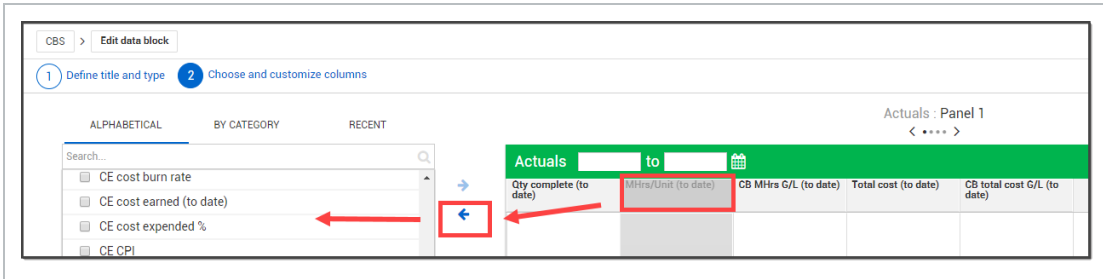 CBS > Edit data block
1 Define title and type 2 Choose and customize columns
Actuals : Panel 1
ALPHABETICAL BY CATEGORY RECENT
Search...
Actuals to
CE cost burn rate
CE cost earned (to date)
CE cost expended %
CE CPI
Qty complete (to
date)
MHrs/Unit (to date)
CB MHrs G/L (to date)
Total cost (to date)
CB total cost G/L (to
date)